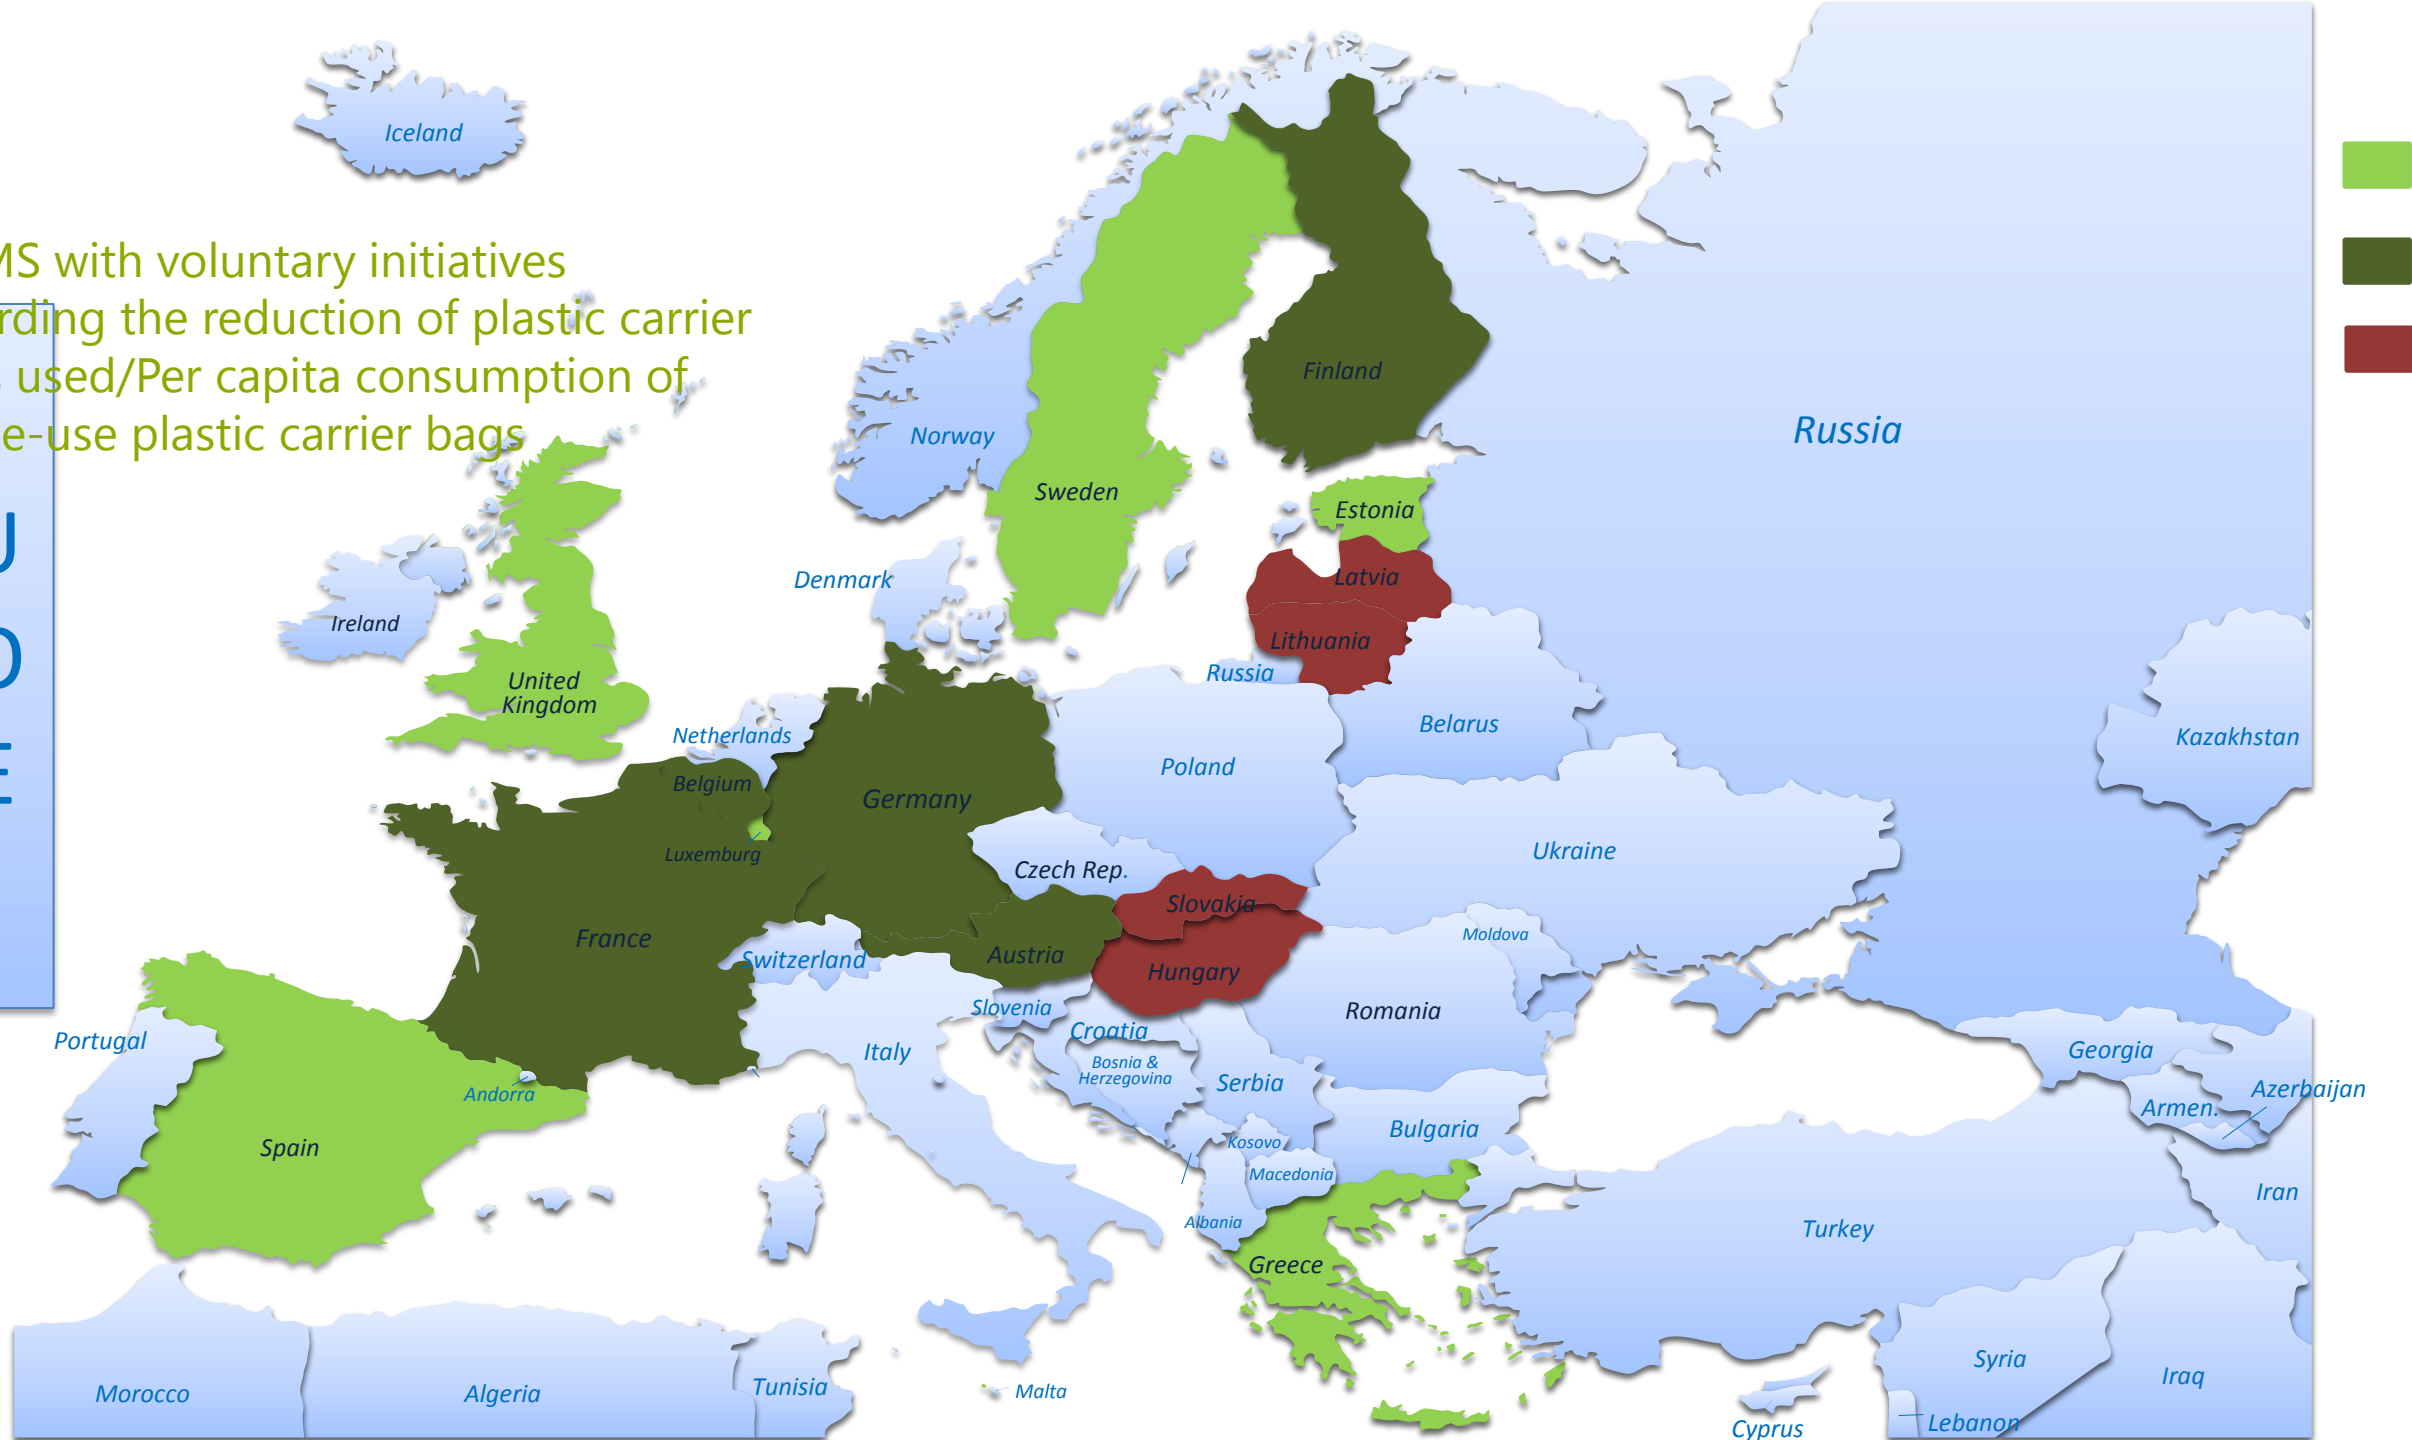 Iceland
MS with voluntary initiatives
rding the reduction of plastic carrier
s used/Per capita consumption of
e-use plastic carrier bags
U
O
E
Finland
Russia
Norway
Sweden
Estonia
Denmark
Latvia
Ireland
Lithuania
Russia
United
Kingdom
Belarus
Netherlands
Kazakhstan
Poland
Belgium
Germany
Luxemburg
Ukraine
Czech Rep.
Slovakia
France
Moldova
Austria
Switzerland
Hungary
Slovenia
Romania
Portugal
Croatia
Italy
Georgia
Bosnia &
Herzegovina
Serbia
Andorra
Azerbaijan
Armen.
Bulgaria
Spain
Kosovo
Macedonia
Iran
Albania
Turkey
Greece
Syria
Iraq
Morocco
Algeria
Tunisia
Malta
Cyprus
Lebanon